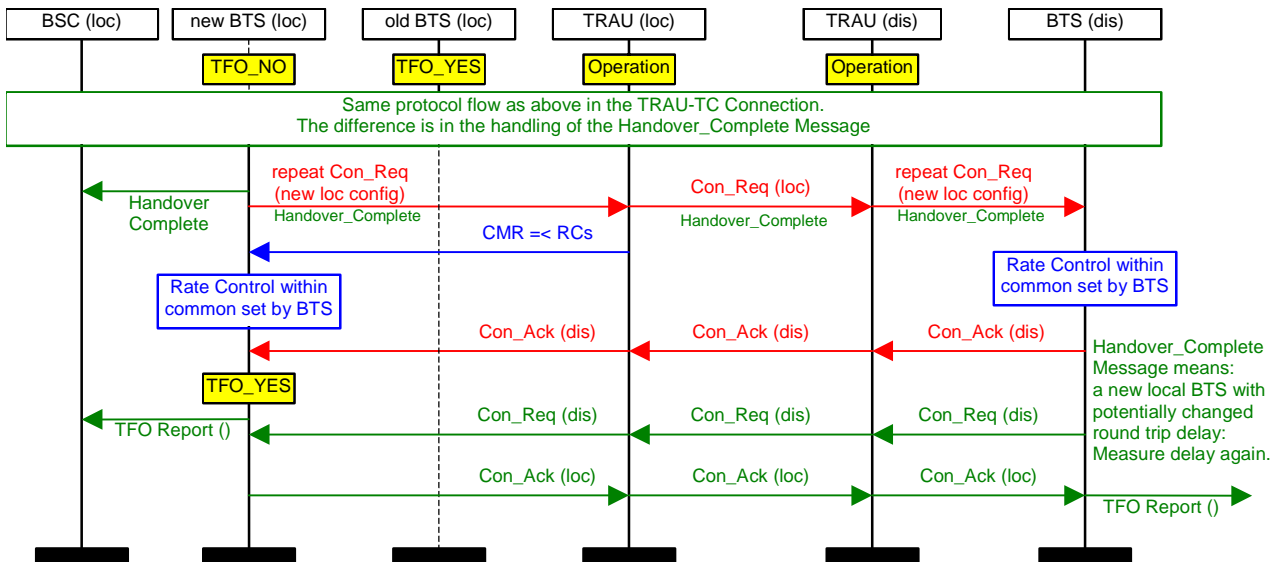 BSC (loc) new BTS (loc) old BTS (loc) TRAU (loc) TRAU (dis) BTS (dis)
TFO_NO TFO_YES Operation Operation
Same protocol flow as above in the TRAU-TC Connection.
The difference is in the handling of the Handover_Complete Message
repeat Con_Req
(new loc config)
Handover_Complete
Con_Req (loc)
Handover_Complete
repeat Con_Req
(new loc config)
Handover_Complete
Handover
Complete
CMR =< RCs
Rate Control within
common set by BTS
Rate Control within
common set by BTS
Con_Ack (dis) Con_Ack (dis) Con_Ack (dis)
Handover_Complete
Message means:
a new local BTS with
potentially changed
round trip delay:
Measure delay again.
TFO_YES
TFO Report ()
Con_Req (dis) Con_Req (dis) Con_Req (dis)
Con_Ack (loc) Con_Ack (loc) Con_Ack (loc)
TFO Report ()